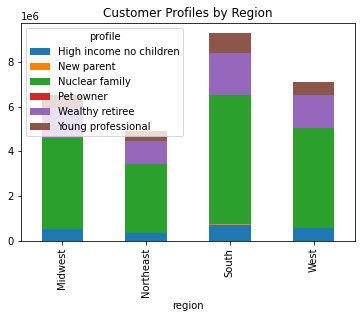 Customer Profiles by Region
1e6
profile
High income no children
New parent
Nuclear family
Pet owner
Wealthy retiree
Young professional
8
6
4
2
0
Midwest
Northeast
South
West
region